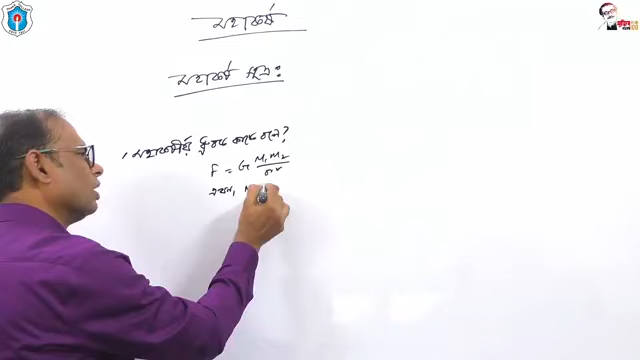 মহাকর্ষ
মহাকর্ষ সূত্র:
মহাকর্ষীয় ধ্রুবক কাকে বলে?
F = G M₁M₂/r²
এখন,